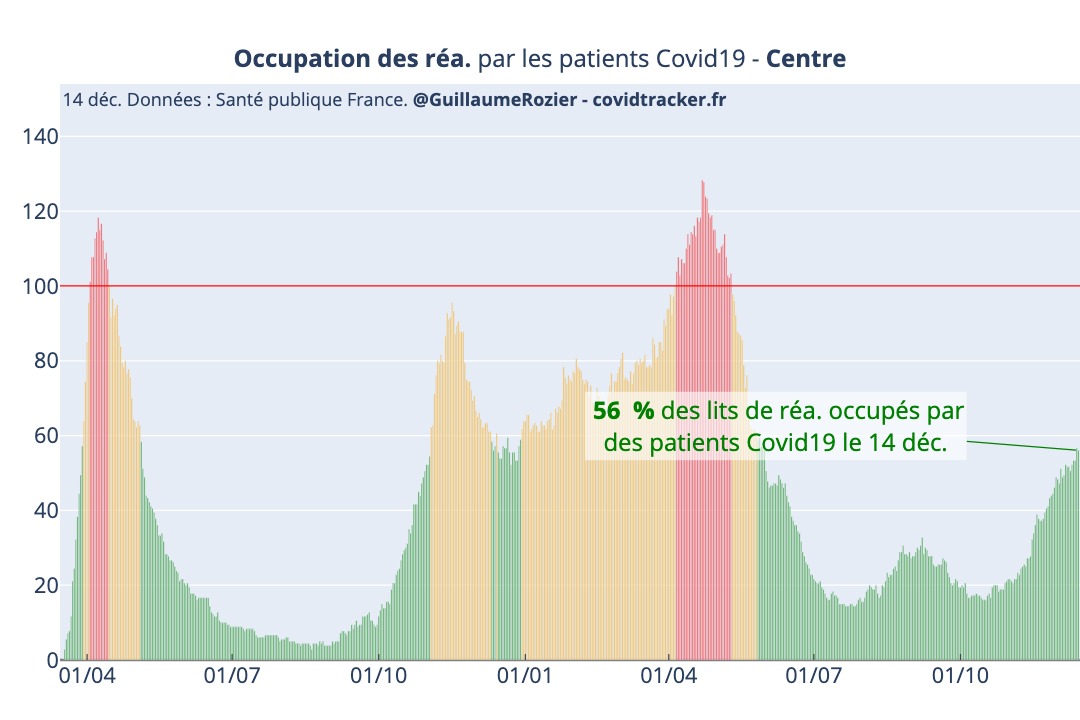 Occupation des réa. par les patients Covid19 - Centre
14 déc. Données : Santé publique France. @GuillaumeRozier - covidtracker.fr
140
120
100
80
60
40
20
0
56 % des lits de réa. occupés par
des patients Covid19 le 14 déc.
01/04 01/07 01/10 01/01 01/04 01/07 01/10